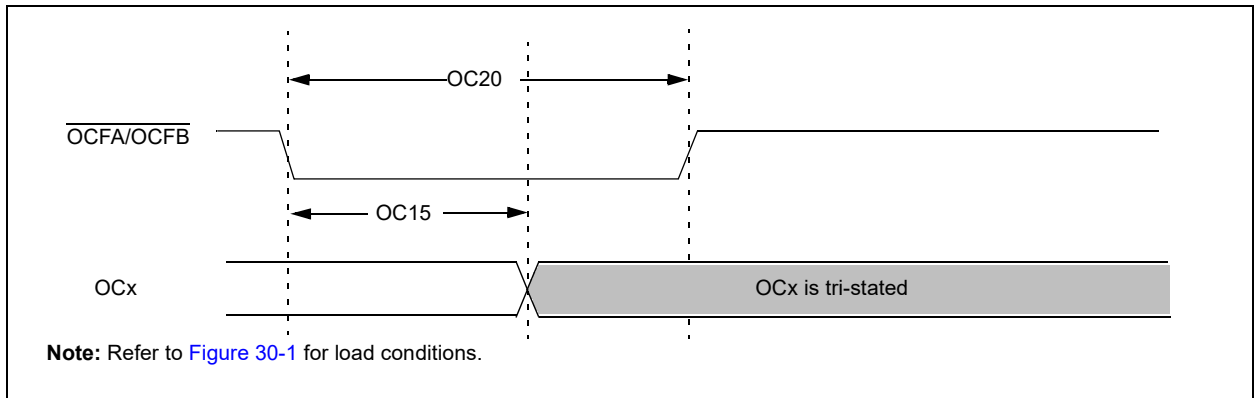 OC20
OCFA/OCFB
OC15
OCx
OCx is tri-stated
Note: Refer to Figure 30-1 for load conditions.